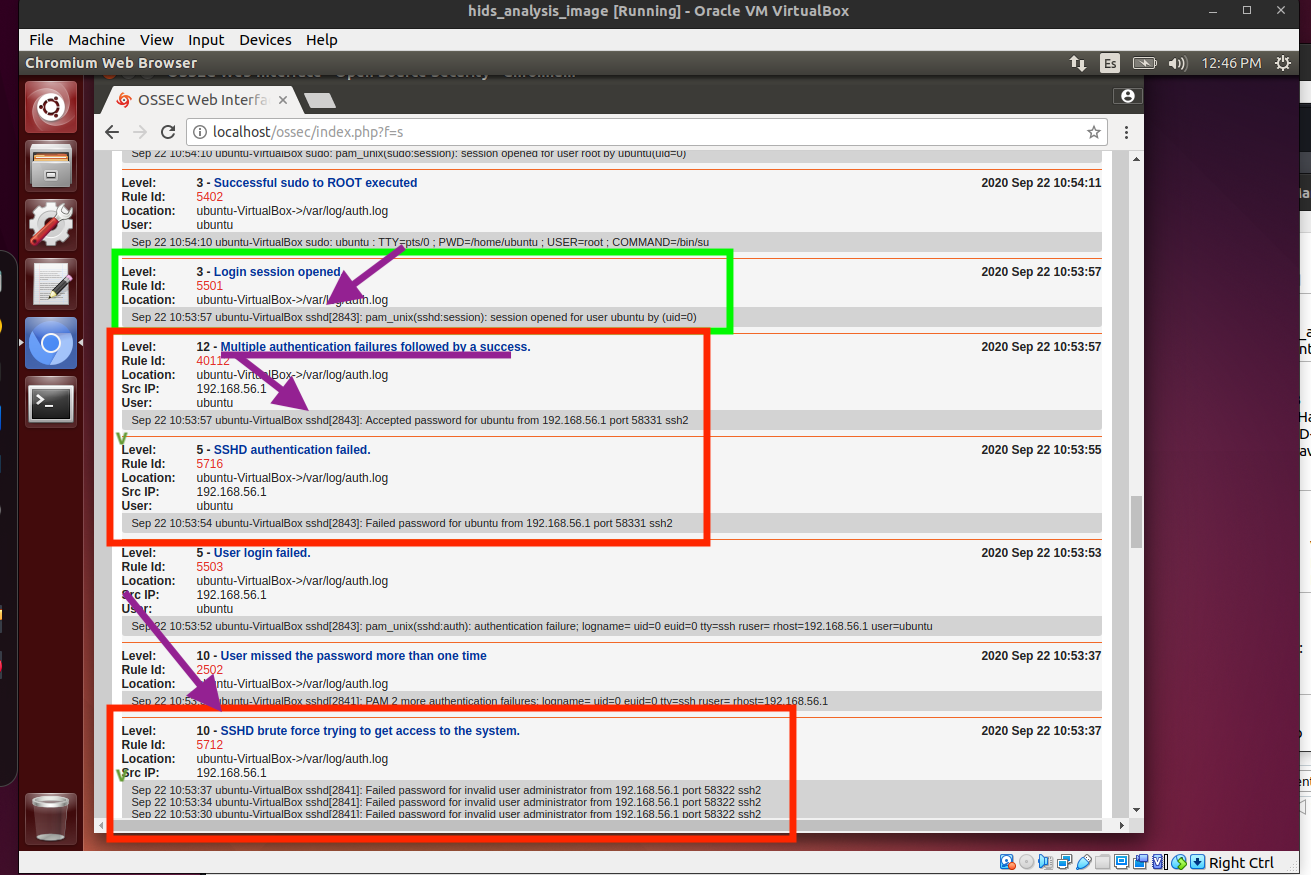 hids_analysis_image [Running] - Oracle VM VirtualBox
File Machine View Input Devices Help
Chromium Web Browser
Es
12:46 PM
OSSEC Web Interfa
localhost/ossec/index.php?f=s
Sep 22 10:54:10 ubuntu-VirtualBox sudo: pam_unix(sudo:session): session opened for user root by ubuntu(uid=0)
Level: 3 - Successful sudo to ROOT executed 2020 Sep 22 10:54:11
Rule Id: 5402
Location: ubuntu-VirtualBox->/var/log/auth.log
User: ubuntu
Sep 22 10:54:10 ubuntu-VirtualBox sudo: ubuntu : TTY=pts/0 ; PWD=/home/ubuntu ; USER=root ; COMMAND=/bin/su
Level: 3 - Login session opened 2020 Sep 22 10:53:57
Rule Id: 5501
Location: ubuntu-VirtualBox->/var/log/auth.log
Sep 22 10:53:57 ubuntu-VirtualBox sshd[2843]: pam_unix(sshd:session): session opened for user ubuntu by (uid=0)
Level: 12 - Multiple authentication failures followed by a success. 2020 Sep 22 10:53:57
Rule Id: 40112
Location: ubuntu-VirtualBox->/var/log/auth.log
Src IP: 192.168.56.1
User: ubuntu
Sep 22 10:53:57 ubuntu-VirtualBox sshd[2843]: Accepted password for ubuntu from 192.168.56.1 port 58331 ssh2
V
Level: 5 - SSHD authentication failed. 2020 Sep 22 10:53:55
Rule Id: 5716
Location: ubuntu-VirtualBox->/var/log/auth.log
Src IP: 192.168.56.1
User: ubuntu
Sep 22 10:53:54 ubuntu-VirtualBox sshd[2843]: Failed password for ubuntu from 192.168.56.1 port 58331 ssh2
Level: 5 - User login failed. 2020 Sep 22 10:53:53
Rule Id: 5503
Location: ubuntu-VirtualBox->/var/log/auth.log
Src IP: 192.168.56.1
User: ubuntu
Sep 22 10:53:52 ubuntu-VirtualBox sshd[2843]: pam_unix(sshd:auth): authentication failure; logname= uid=0 euid=0 tty=ssh ruser= rhost=192.168.56.1 user=ubuntu
Level: 10 - User missed the password more than one time 2020 Sep 22 10:53:37
Rule Id: 2502
Location: ubuntu-VirtualBox->/var/log/auth.log
Sep 22 ubuntu-VirtualBox sshd[2841]: PAM 2 more authentication failures; logname= uid=0 euid=0 tty=ssh ruser= rhost=192.168.56.1
Level: 10 - SSHD brute force trying to get access to the system. 2020 Sep 22 10:53:37
Rule Id: 5712
Location: ubuntu-VirtualBox->/var/log/auth.log
Src IP: 192.168.56.1
V
Sep 22 10:53:37 ubuntu-VirtualBox sshd[2841]: Failed password for invalid user administrator from 192.168.56.1 port 58322 ssh2
Sep 22 10:53:34 ubuntu-VirtualBox sshd[2841]: Failed password for invalid user administrator from 192.168.56.1 port 58322 ssh2
Sep 22 10:53:30 ubuntu-VirtualBox sshd[2841]: Failed password for invalid user administrator from 192.168.56.1 port 58322 ssh2
Right Ctrl